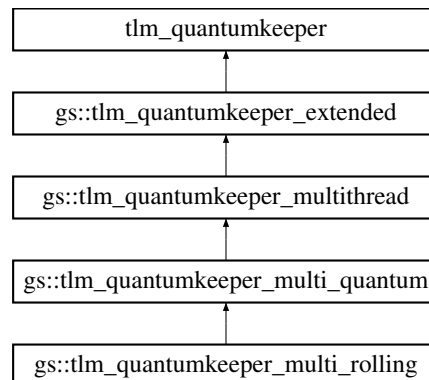 tlm_quantumkeeper
gs::tlm_quantumkeeper_extended
gs::tlm_quantumkeeper_multithread
gs::tlm_quantumkeeper_multi_quantum
gs::tlm_quantumkeeper_multi_rolling